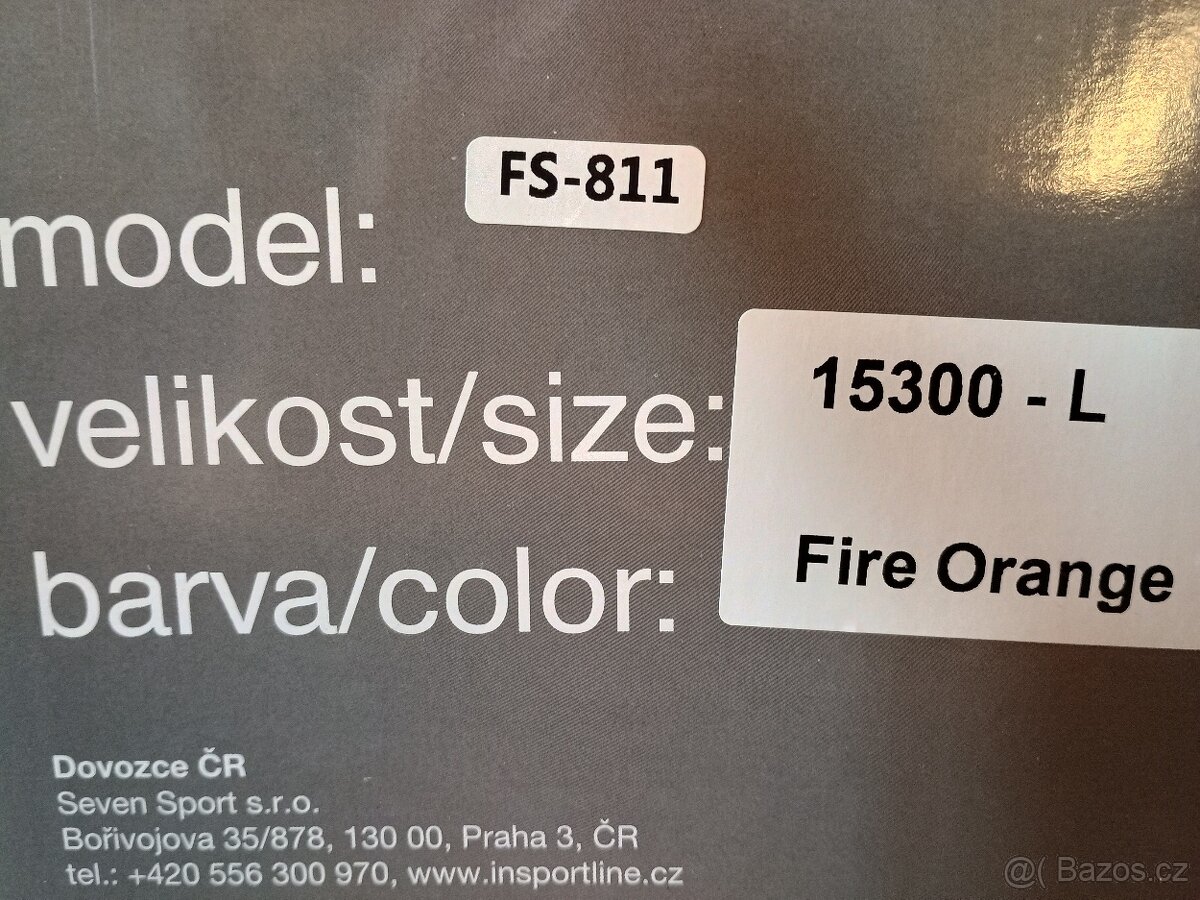 FS-811
model:
15300 - L
velikost/size:
Fire Orange
barva/color:
Dovozce ČR
Seven Sport s.r.o.
Bořivojova 35/878, 130 00, Praha 3, ČR
tel.: +420 556 300 970, www.insportline.cz
@( Bazos.cz